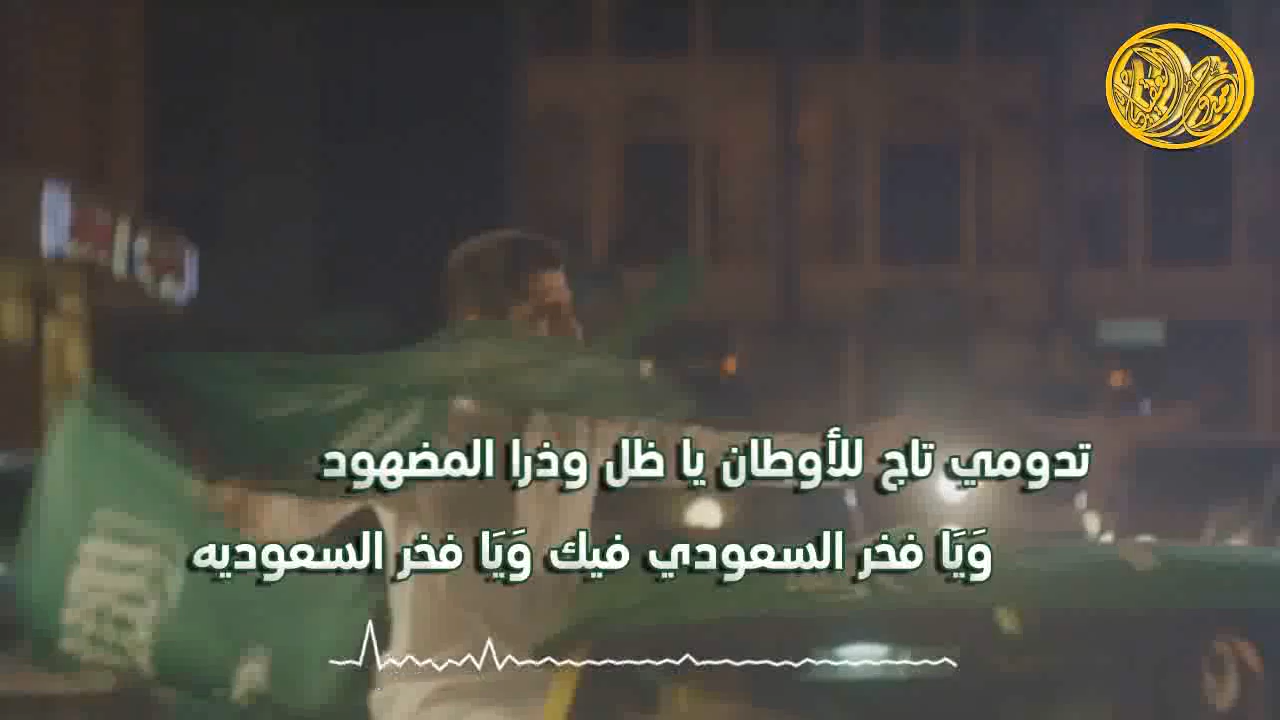 تدومي تاج للأوطان يا ظل وذرا المضهود
وَيَا فخر السعودي فيك وَيَا فخر السعوديه